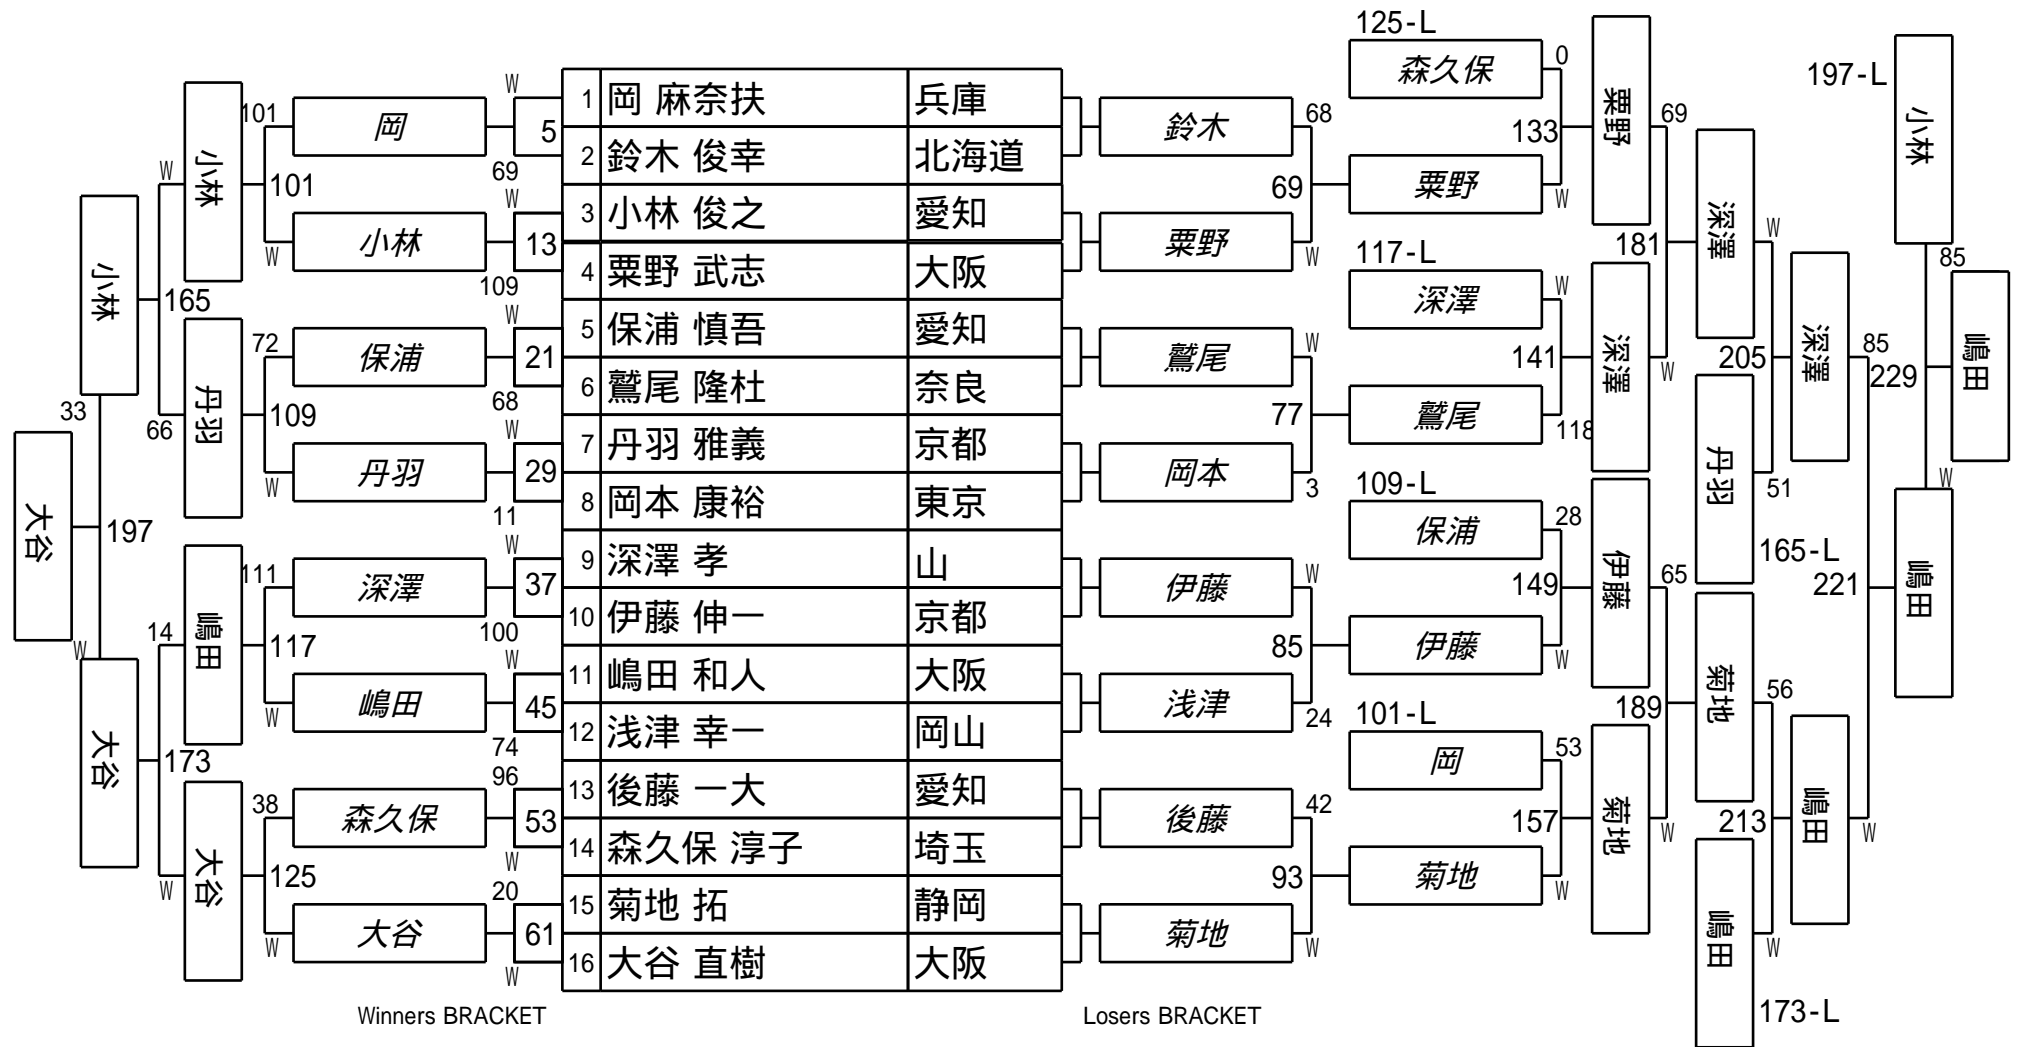 125-L
森久保
0
197-L
W
1
岡 麻奈扶
兵庫
101
岡
5
鈴木
68
133
粟野
69
小林
2
鈴木 俊幸
北海道
69
小林
W
101
W
69
粟野
W
3
小林 俊之
愛知
小林
W
13
粟野
W
181
深澤
W
4
粟野 武志
大阪
109
117-L
深澤
W
85
小林
165
W
5
保浦 慎吾
愛知
72
保浦
21
鷲尾
W
141
深澤
W
205
深澤
85
229
嶋田
6
鷲尾 隆杜
奈良
68
33
66
丹羽
109
W
77
鷲尾
118
丹羽
7
丹羽 雅義
京都
W
丹羽
29
岡本
3
109-L
51
W
8
岡本 康裕
東京
11
大谷
197
W
保浦
28
9
深澤 孝
山
165-L
111
深澤
37
伊藤
W
149
伊藤
65
221
嶋田
10
伊藤 伸一
京都
100
14
嶋田
117
W
85
伊藤
W
W
11
嶋田 和人
大阪
W
嶋田
45
浅津
24
101-L
189
菊地
56
12
浅津 幸一
岡山
74
大谷
173
96
岡
53
13
後藤 一大
愛知
38
森久保
53
後藤
42
157
菊地
W
213
嶋田
W
14
森久保 淳子
埼玉
W
W
大谷
125
20
93
菊地
W
15
菊地 拓
静岡
W
大谷
61
菊地
W
嶋田
W
16
大谷 直樹
大阪
W
173-L
Winners BRACKET
Losers BRACKET